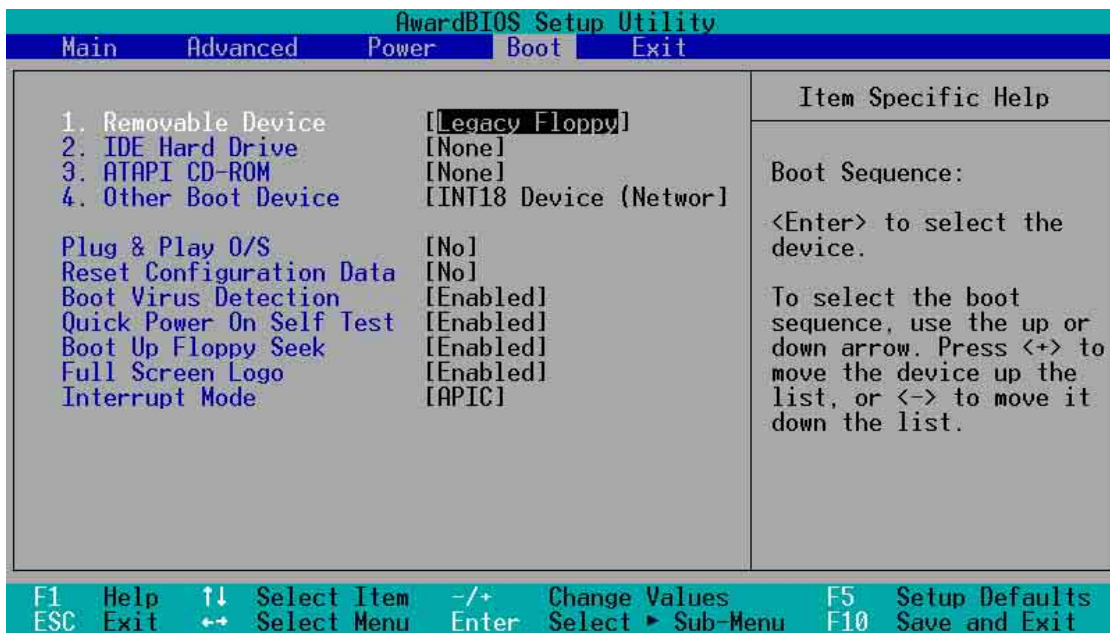 AwardBIOS Setup Utility
Main Advanced Power Boot Exit
1. Removable Device [Legacy Floppy]
2. IDE Hard Drive [None]
3. ATAPI CD-ROM [None]
4. Other Boot Device [INT18 Device (Networ]
Plug & Play O/S [No]
Reset Configuration Data [No]
Boot Virus Detection [Enabled]
Quick Power On Self Test [Enabled]
Boot Up Floppy Seek [Enabled]
Full Screen Logo [Enabled]
Interrupt Mode [APIC]
Item Specific Help
Boot Sequence:
<Enter> to select the
device.
To select the boot
sequence, use the up or
down arrow. Press <+> to
move the device up the
list, or <-> to move it
down the list.
F1 Help ↑↓ Select Item -/+ Change Values F5 Setup Defaults
ESC Exit ←→ Select Menu Enter Select ► Sub-Menu F10 Save and Exit